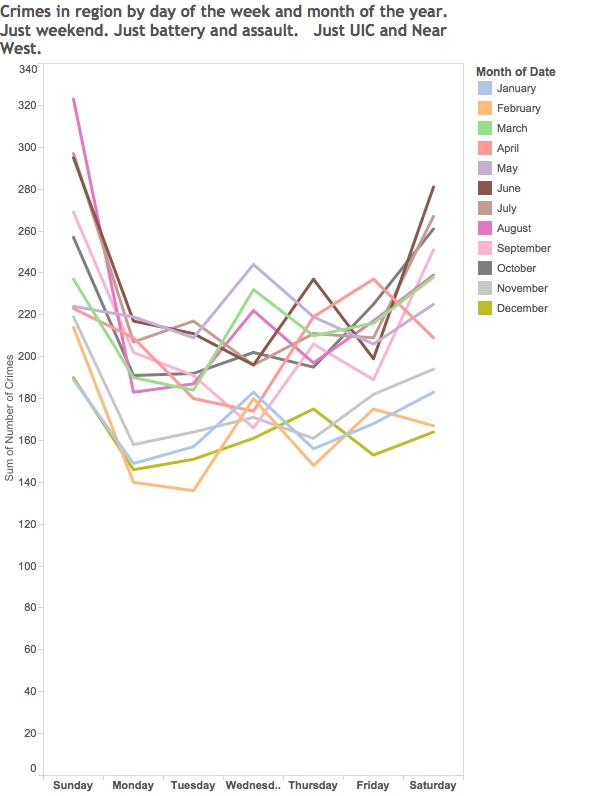 Crimes in region by day of the week and month of the year.
Just weekend. Just battery and assault.   Just UIC and Near
West.
Sum of Number of Crimes
340
320
300
280
260
240
220
200
180
160
140
120
100
80
60
40
20
0
Sunday
Monday
Tuesday
Wednesd..
Thursday
Friday
Saturday
Month of Date
January
February
March
April
May
June
July
August
September
October
November
December